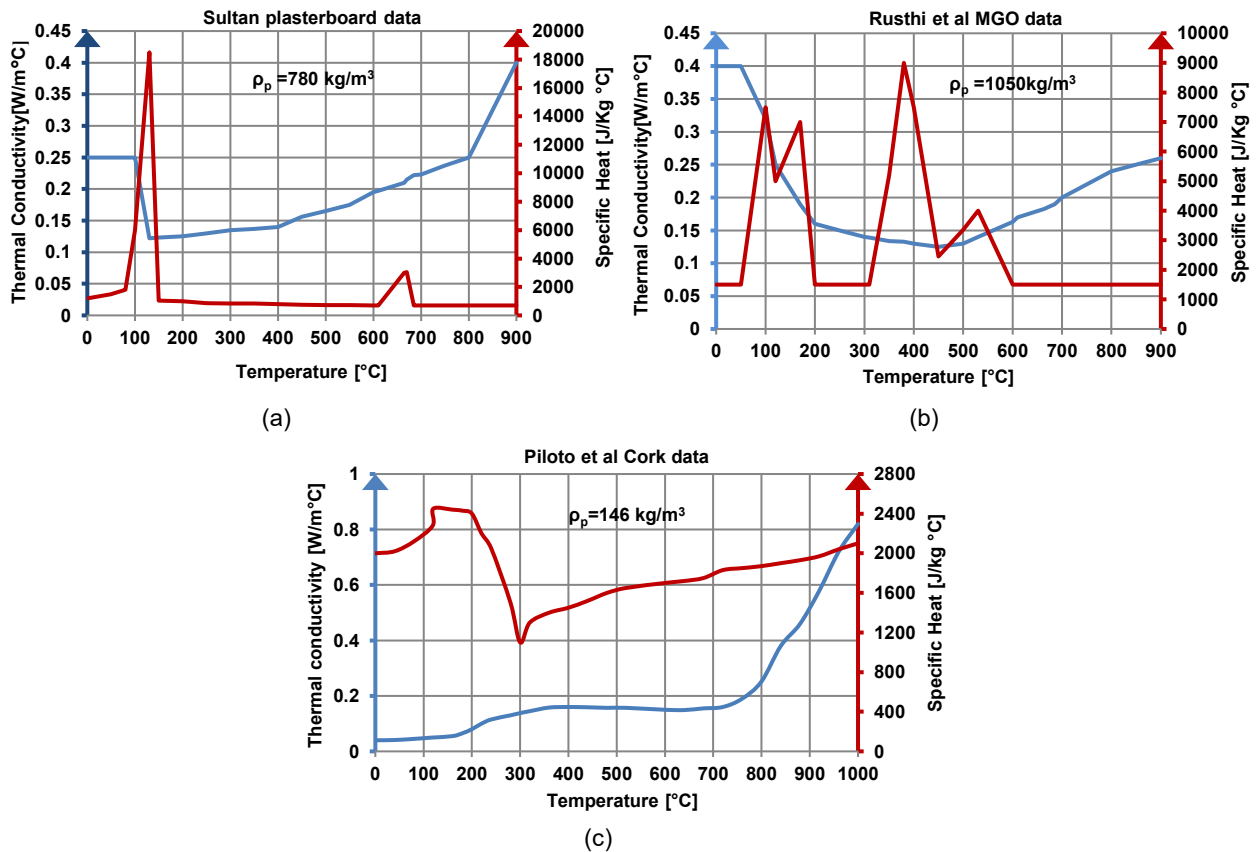 Sultan plasterboard data
Thermal Conductivity[W/m°C]
0.45
0.4
0.35
0.3
0.25
0.2
0.15
0.1
0.05
0
ρp =780 kg/m3
20000
18000
16000
14000
12000
10000
8000
6000
4000
2000
0
Specific Heat [J/Kg °C]
0 100 200 300 400 500 600 700 800 900
Temperature [°C]
(a)
Rusthi et al MGO data
Thermal Conductivity[W/m°C]
0.45
0.4
0.35
0.3
0.25
0.2
0.15
0.1
0.05
0
ρp =1050kg/m3
10000
9000
8000
7000
6000
5000
4000
3000
2000
1000
0
Specific Heat [J/Kg °C]
0 100 200 300 400 500 600 700 800 900
Temperature [°C]
(b)
Piloto et al Cork data
Thermal conductivity [W/m°C]
1
0.8
0.6
0.4
0.2
0
ρp=146 kg/m3
2800
2400
2000
1600
1200
800
400
0
Specific Heat [J/kg °C]
0 100 200 300 400 500 600 700 800 900 1000
Temperature [°C]
(c)